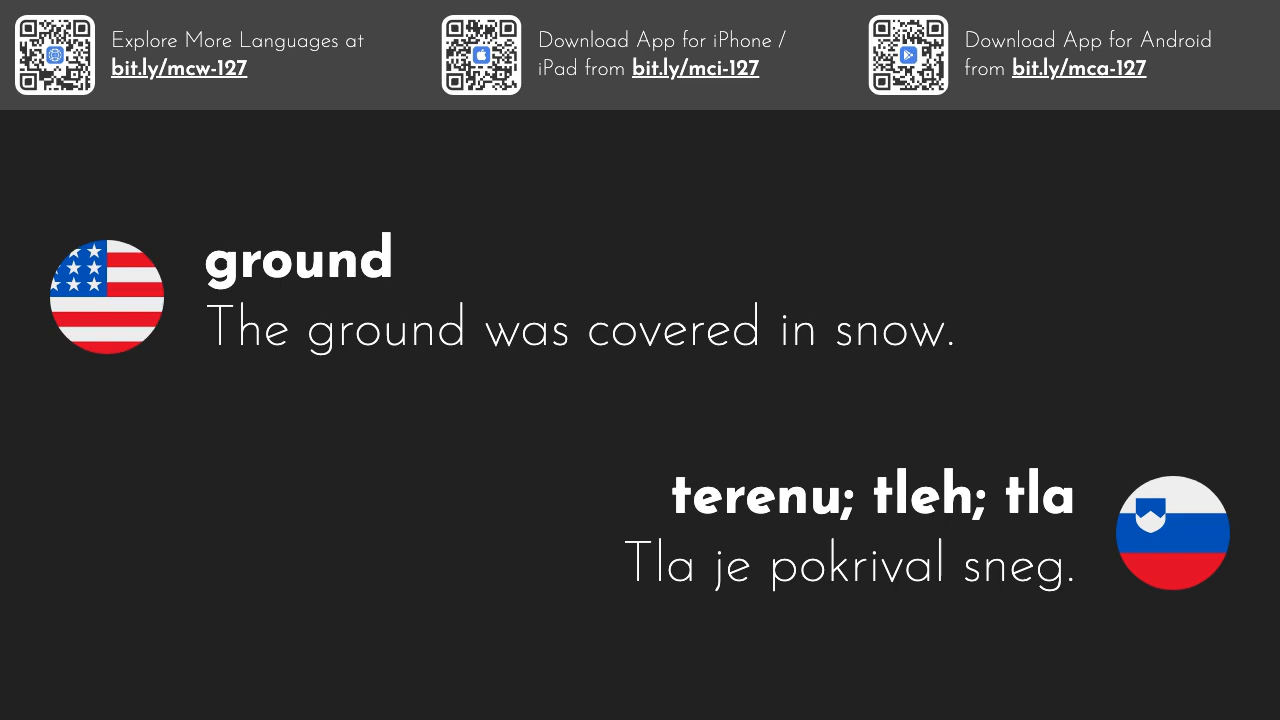 Explore More Languages at
bit.ly/mcw-127
Download App for iPhone /
iPad from bit.ly/mci-127
Download App for Android
from bit.ly/mca-127
ground
The ground was covered in snow.
terenu; tleh; tla
Tla je pokrival sneg.